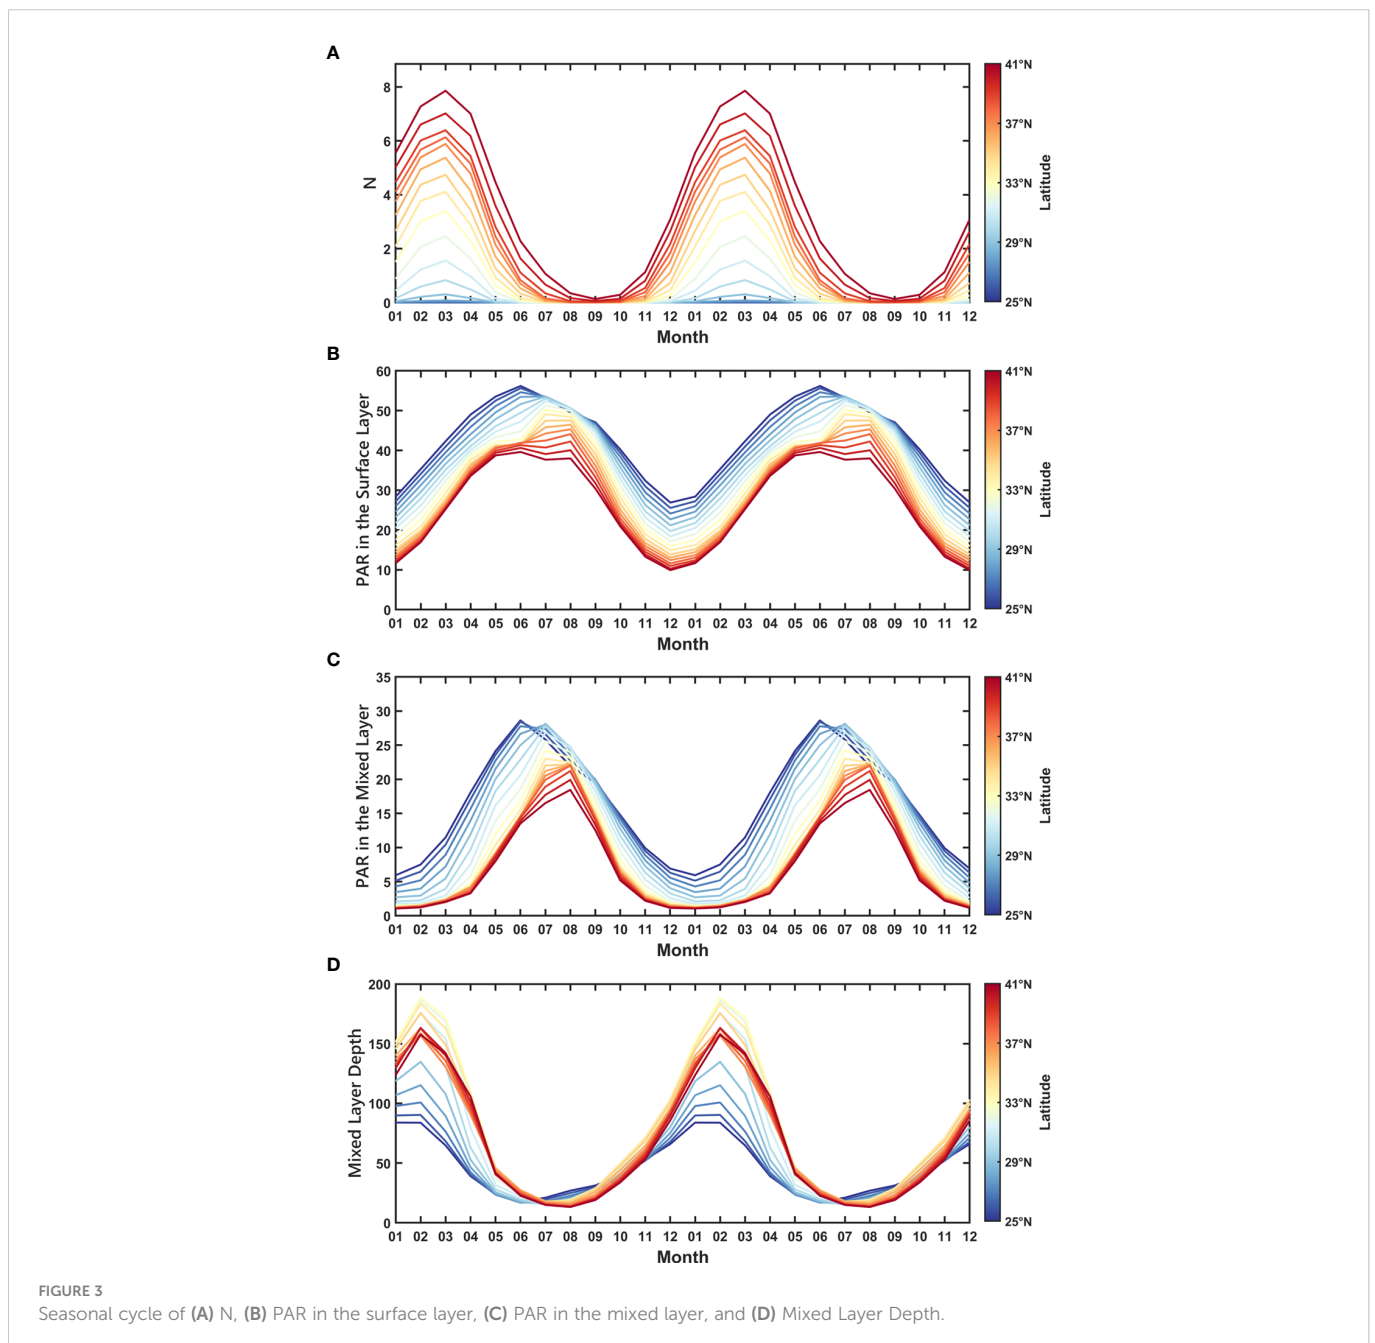 A
8
6
4
2
0
N
01 02 03 04 05 06 07 08 09 10 11 12 01 02 03 04 05 06 07 08 09 10 11 12
Month
41°N
37°N
33°N
29°N
25°N
Latitude
B
60
50
40
30
20
10
0
PAR in the Surface Layer
01 02 03 04 05 06 07 08 09 10 11 12 01 02 03 04 05 06 07 08 09 10 11 12
Month
41°N
37°N
33°N
29°N
25°N
Latitude
C
35
30
25
20
15
10
5
0
PAR in the Mixed Layer
01 02 03 04 05 06 07 08 09 10 11 12 01 02 03 04 05 06 07 08 09 10 11 12
Month
41°N
37°N
33°N
29°N
25°N
Latitude
D
200
150
100
50
0
Mixed Layer Depth
01 02 03 04 05 06 07 08 09 10 11 12 01 02 03 04 05 06 07 08 09 10 11 12
Month
41°N
37°N
33°N
29°N
25°N
Latitude
FIGURE 3
Seasonal cycle of (A) N, (B) PAR in the surface layer, (C) PAR in the mixed layer, and (D) Mixed Layer Depth.